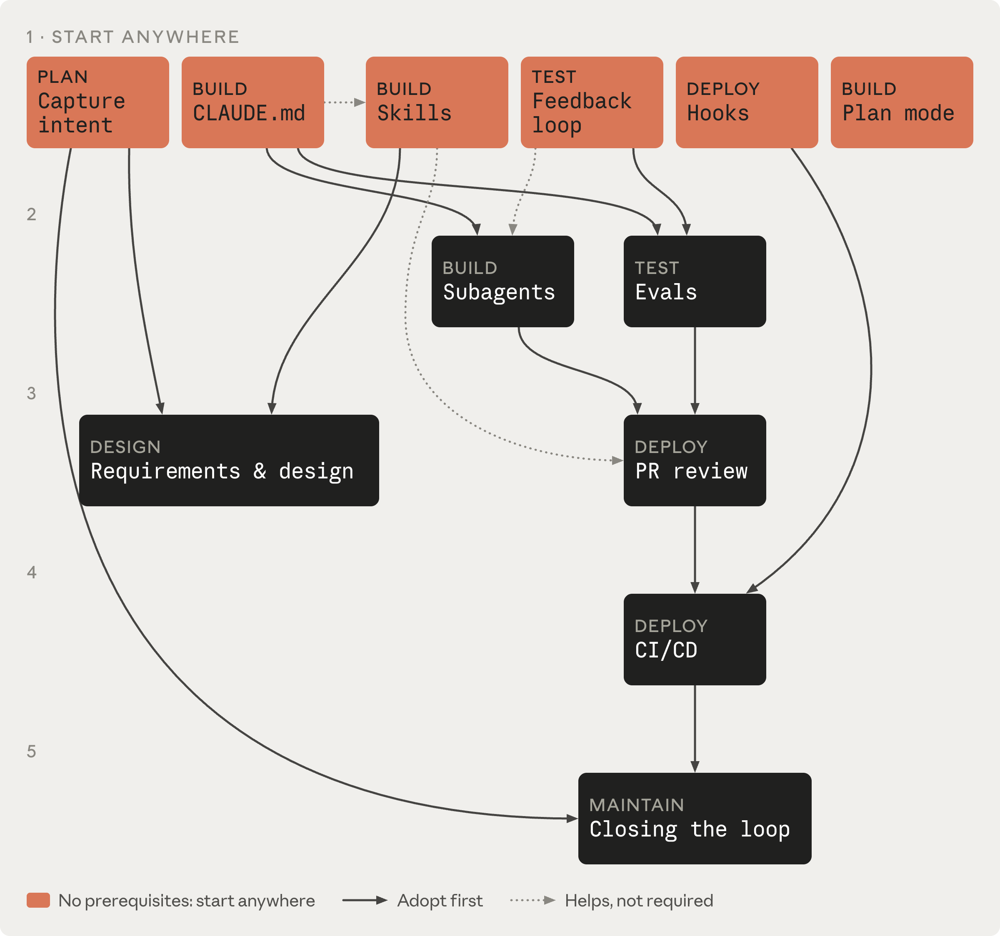 1 · START ANYWHERE
PLAN
Capture
intent
BUILD
CLAUDE.md
BUILD
Skills
TEST
Feedback
loop
DEPLOY
Hooks
BUILD
Plan mode
2
BUILD
Subagents
TEST
Evals
3
DESIGN
Requirements & design
DEPLOY
PR review
4
DEPLOY
CI/CD
5
MAINTAIN
Closing the loop
No prerequisites: start anywhere
Adopt first
Helps, not required